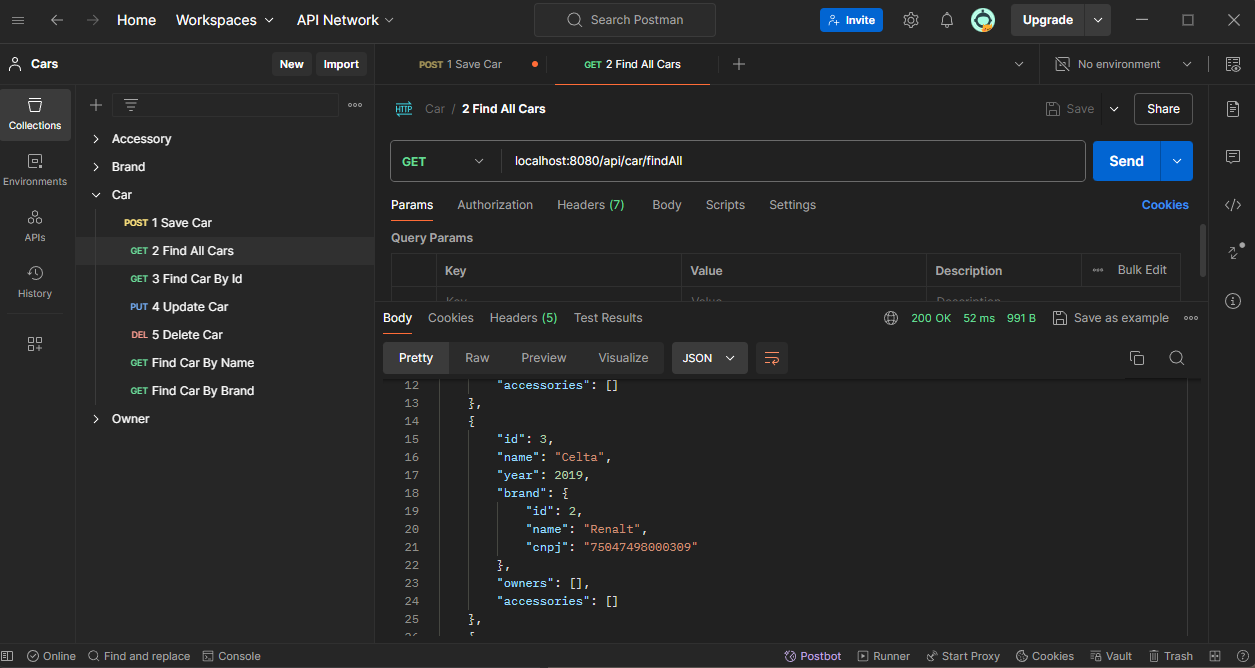 Home Workspaces API Network Search Postman Invite Upgrade
Cars New Import POST 1 Save Car GET 2 Find All Cars No environment
Collections
Environments
APIs
History
Accessory
Brand
Car
POST 1 Save Car
GET 2 Find All Cars
GET 3 Find Car By Id
PUT 4 Update Car
DEL 5 Delete Car
GET Find Car By Name
GET Find Car By Brand
Owner
HTTP Car / 2 Find All Cars Save Share
GET localhost:8080/api/car/findAll Send
Params Authorization Headers (7) Body Scripts Settings Cookies
Query Params
Key Value Description Bulk Edit
Key Value Description
Body Cookies Headers (5) Test Results 200 OK 52 ms 991 B Save as example
Pretty Raw Preview Visualize JSON
12 "accessories": []
13 },
14 {
15 "id": 3,
16 "name": "Celta",
17 "year": 2019,
18 "brand": {
19 "id": 2,
20 "name": "Renalt",
21 "cnpj": "75047498000309"
22 },
23 "owners": [],
24 "accessories": []
25 },
26 {
Online Find and replace Console Postbot Runner Start Proxy Cookies Vault Trash